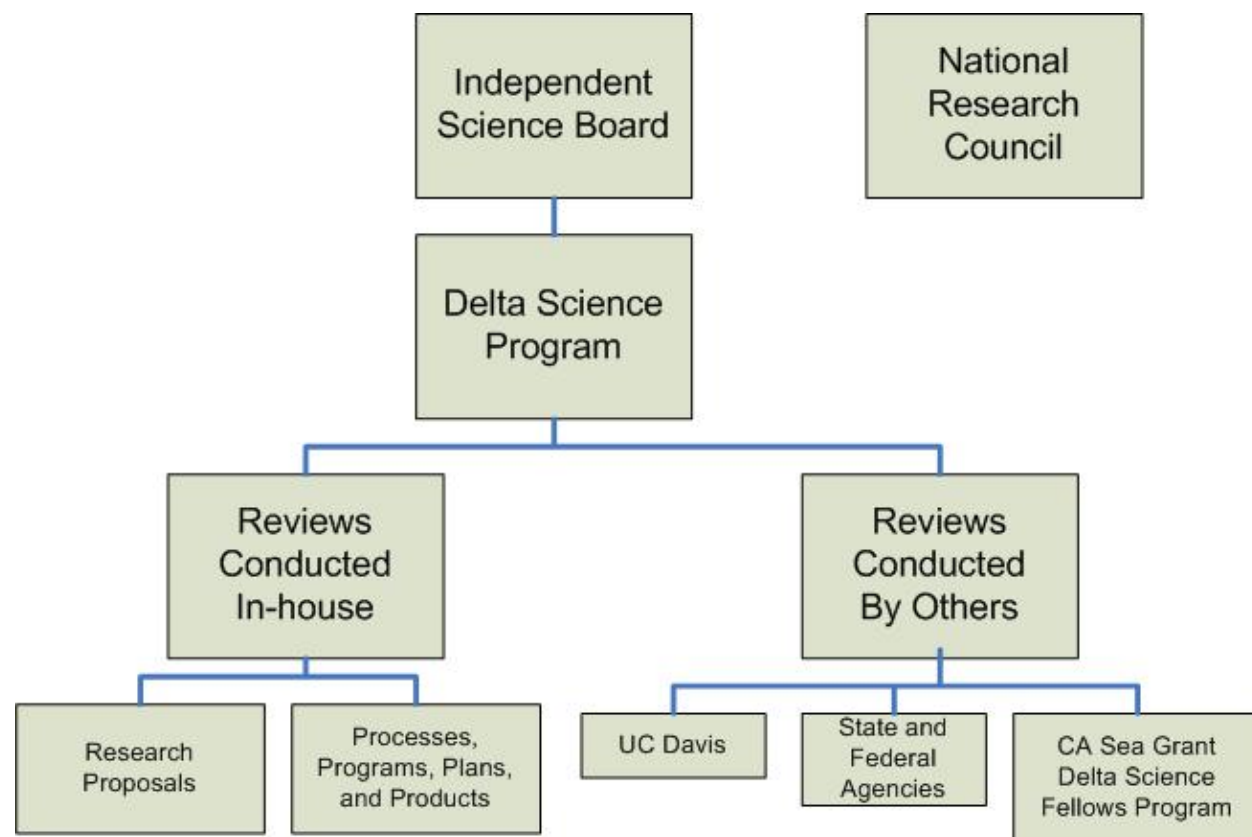 Independent
Science Board
National
Research
Council
Delta Science
Program
Reviews
Conducted
In-house
Reviews
Conducted
By Others
Research
Proposals
Processes,
Programs, Plans,
and Products
UC Davis
State and
Federal
Agencies
CA Sea Grant
Delta Science
Fellows Program